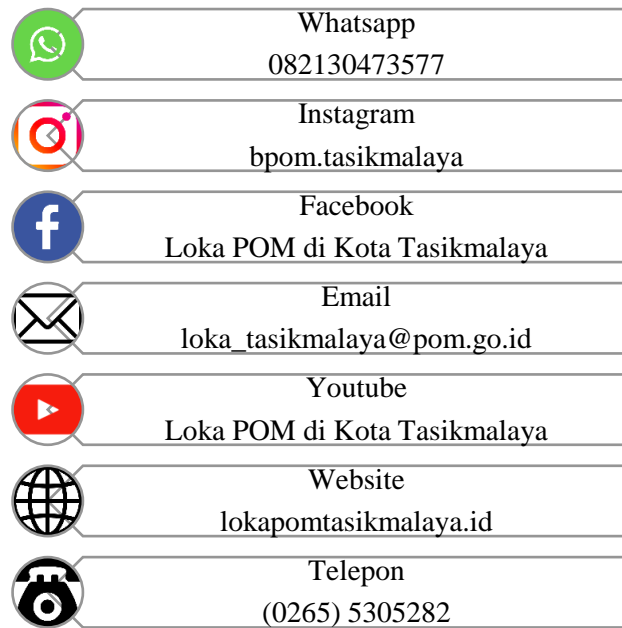 Whatsapp
082130473577
Instagram
bpom.tasikmalaya
Facebook
Loka POM di Kota Tasikmalaya
Email
loka_tasikmalaya@pom.go.id
Youtube
Loka POM di Kota Tasikmalaya
Website
lokapomtasikmalaya.id
Telepon
(0265) 5305282